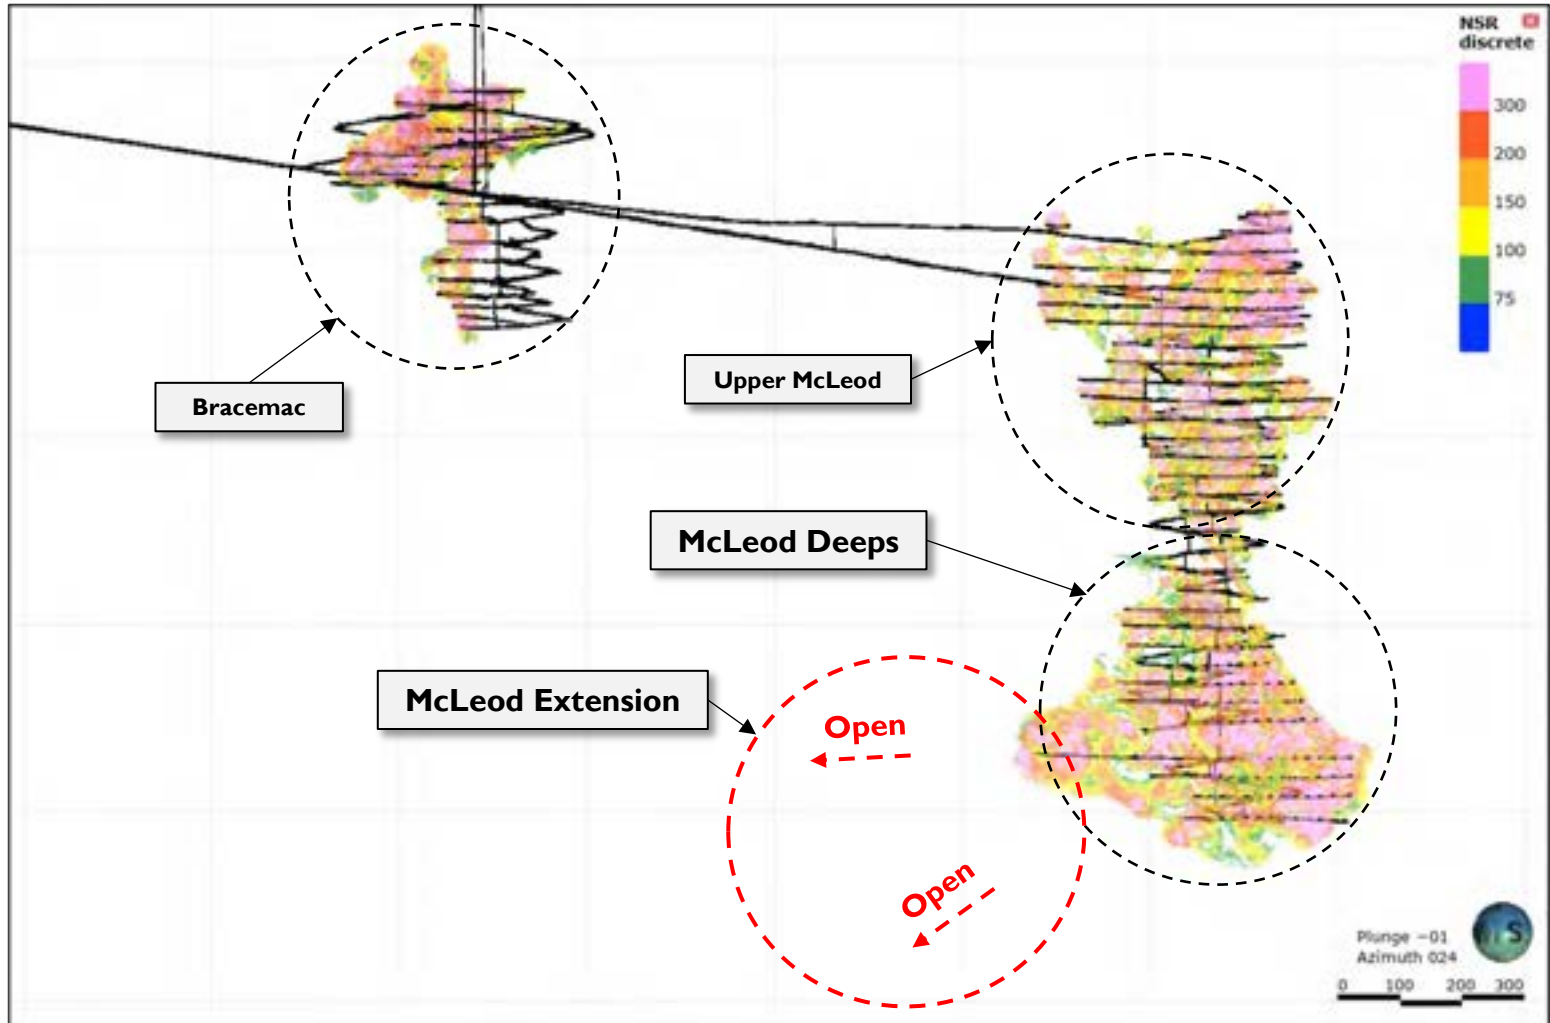 NSR
discrete
300
200
150
100
75
Bracemac
Upper McLeod
McLeod Deeps
McLeod Extension
Open
Open
Plunge −01
Azimuth 024
S
0 100 200 300